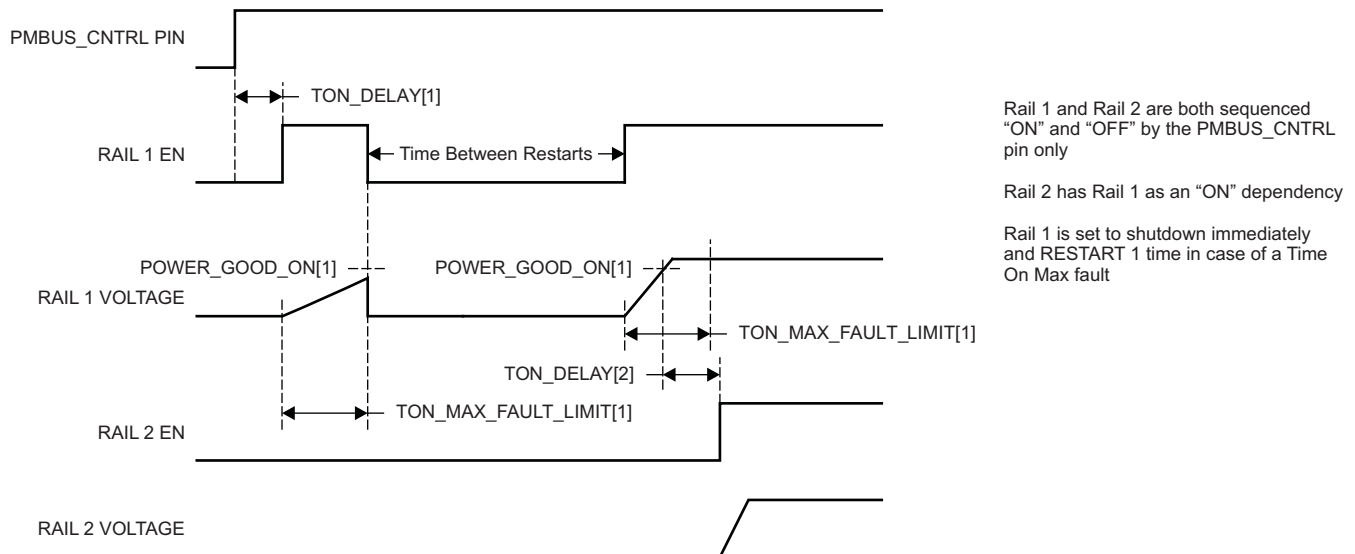 PMBUS_CNTRL PIN
TON_DELAY[1]
RAIL 1 EN
Time Between Restarts
POWER_GOOD_ON[1]
POWER_GOOD_ON[1]
RAIL 1 VOLTAGE
TON_MAX_FAULT_LIMIT[1]
TON_DELAY[2]
TON_MAX_FAULT_LIMIT[1]
RAIL 2 EN
RAIL 2 VOLTAGE
Rail 1 and Rail 2 are both sequenced
“ON” and “OFF” by the PMBUS_CNTRL
pin only
Rail 2 has Rail 1 as an “ON” dependency
Rail 1 is set to shutdown immediately
and RESTART 1 time in case of a Time
On Max fault